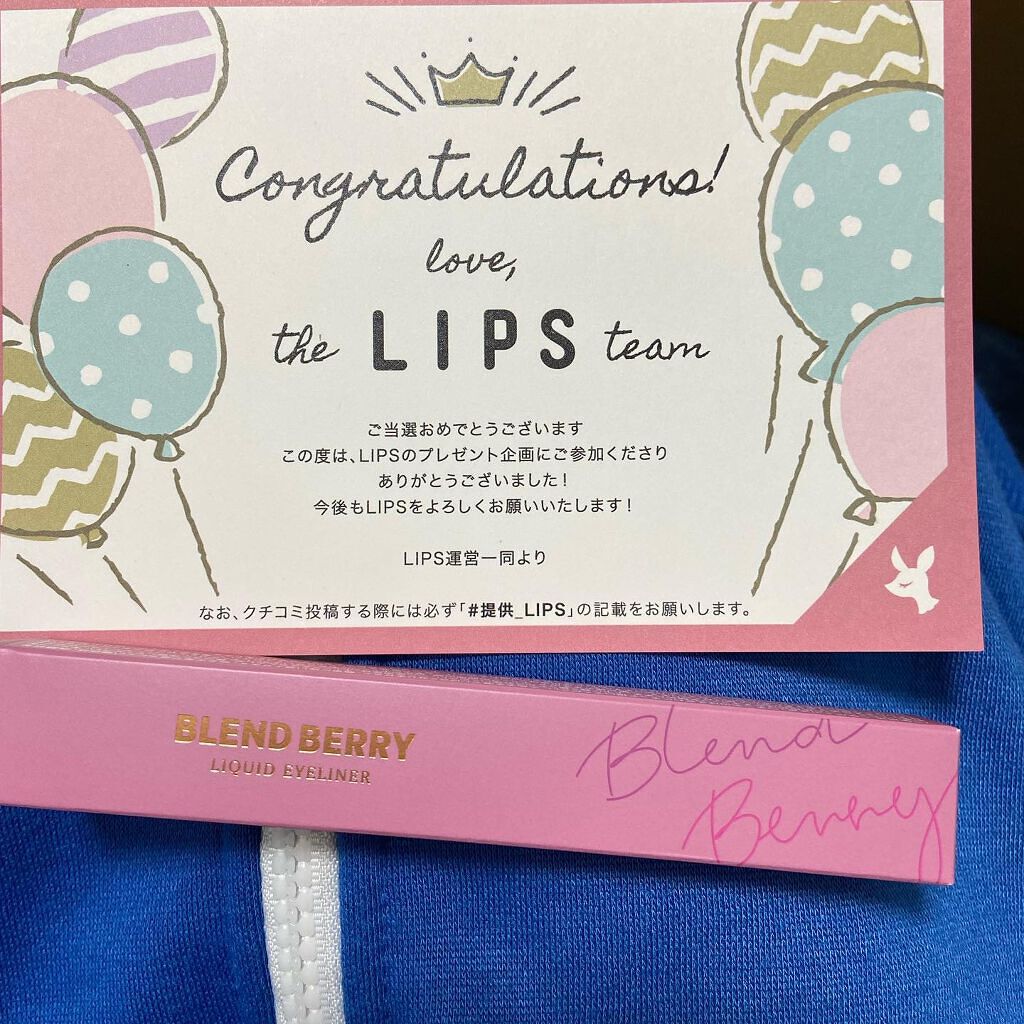 Congratulations!
love,
the LIPS team
ご当選おめでとうございます
この度は、LIPSのプレゼント企画にご参加くださり
ありがとうございました！
今後もLIPSをよろしくお願いいたします！
LIPS運営一同より
なお、クチコミ投稿する際には必ず「#提供_LIPS」の記載をお願いします。
BLEND BERRY
LIQUID EYELINER
Blend
Berry